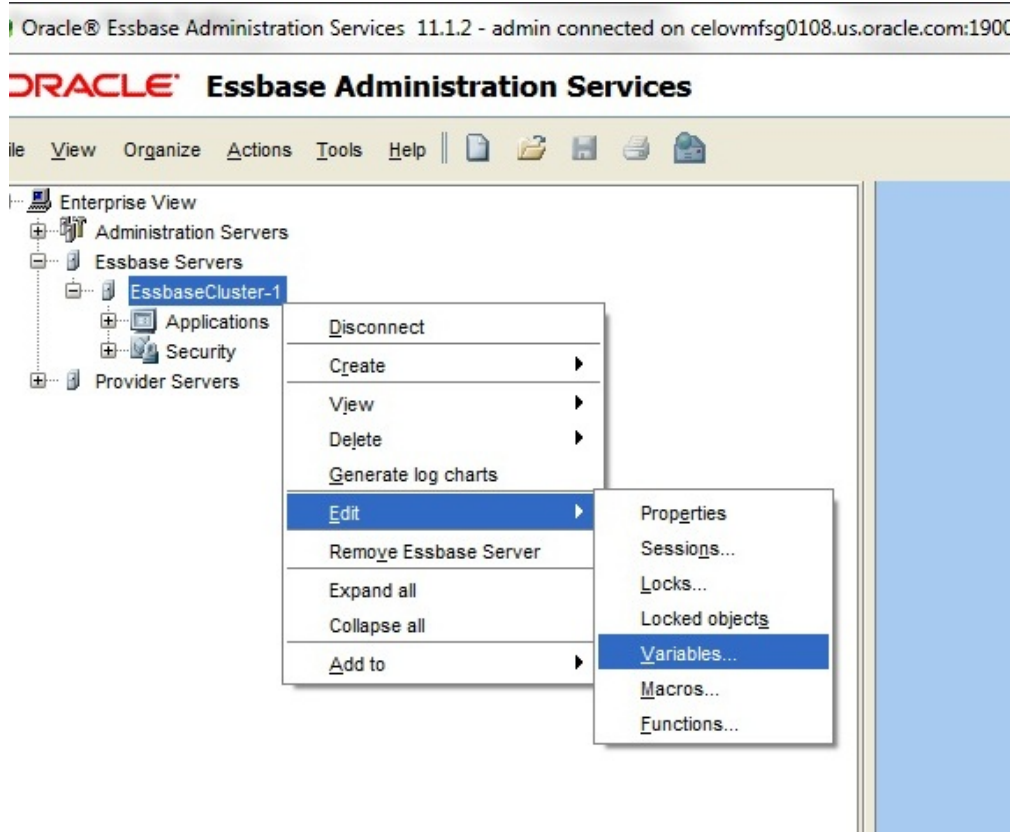 Oracle® Essbase Administration Services 11.1.2 - admin connected on celovmfsg0108.us.oracle.com:1900
ORACLE Essbase Administration Services
ile View Organize Actions Tools Help
Enterprise View
Administration Servers
Essbase Servers
EssbaseCluster-1
Applications
Security
Provider Servers
Disconnect
Create
View
Delete
Generate log charts
Edit
Remove Essbase Server
Expand all
Collapse all
Add to
Properties
Sessions...
Locks...
Locked objects
Variables...
Macros...
Functions...